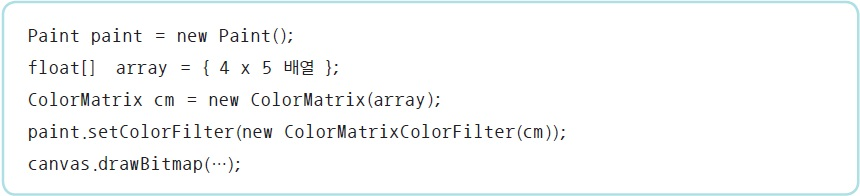 Paint paint = new Paint();
float[]  array = { 4 x 5 배열 };
ColorMatrix cm = new ColorMatrix(array);
paint.setColorFilter(new ColorMatrixColorFilter(cm));
canvas.drawBitmap(…);